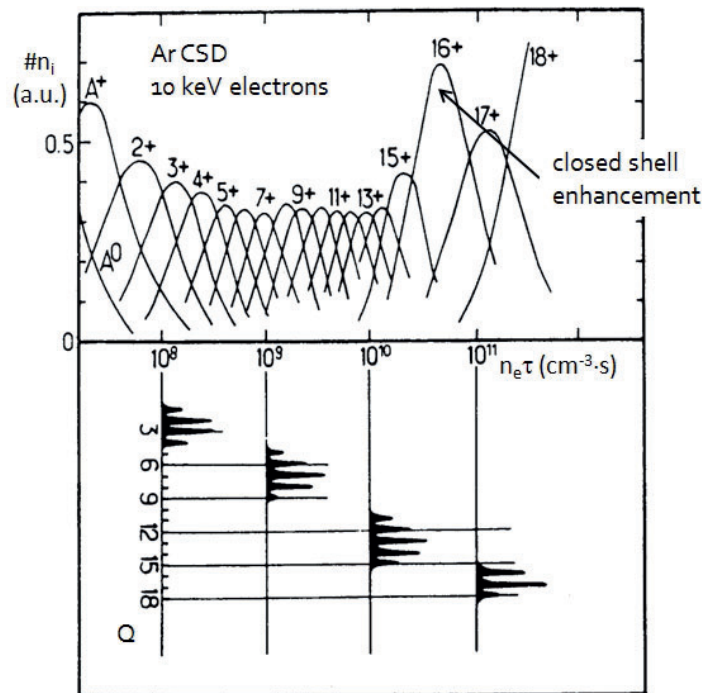 #nᵢ
(a.u.)
Ar CSD
10 keV electrons
A⁺
2+
3+
4+
5+
7+
9+
11+
13+
15+
16+
17+
18+
closed shell
enhancement
0.5
A⁰
0
10⁸
10⁹
10¹⁰
10¹¹
nₑτ (cm⁻³·s)
3
6
9
12
15
18
Q